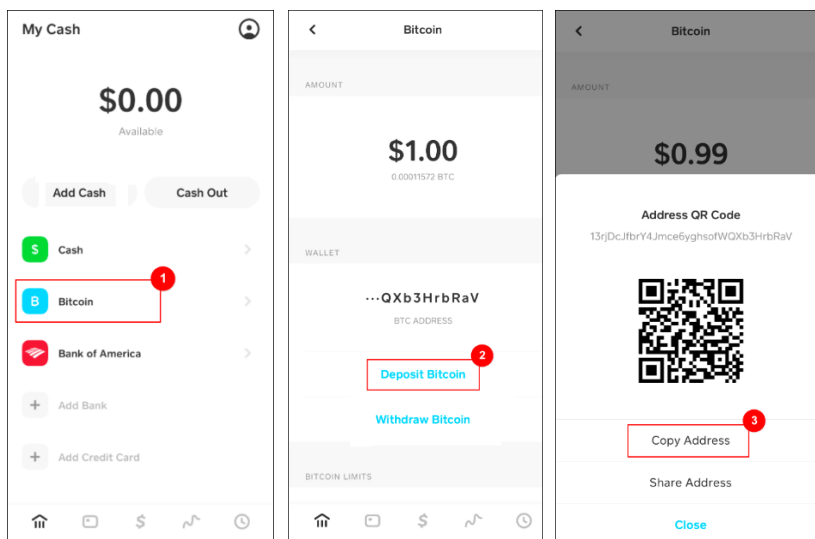 My Cash
$0.00
Available
Add Cash
Cash Out
$
Cash
1
B
Bitcoin
Bank of America
+
Add Bank
+
Add Credit Card
$
Bitcoin
AMOUNT
$1.00
0.00011572 BTC
WALLET
···QXb3HrbRaV
BTC ADDRESS
2
Deposit Bitcoin
Withdraw Bitcoin
BITCOIN LIMITS
$
Bitcoin
AMOUNT
$0.99
Address QR Code
13rjDcJfbrY4Jmce6yghsofWQXb3HrbRaV
3
Copy Address
Share Address
Close